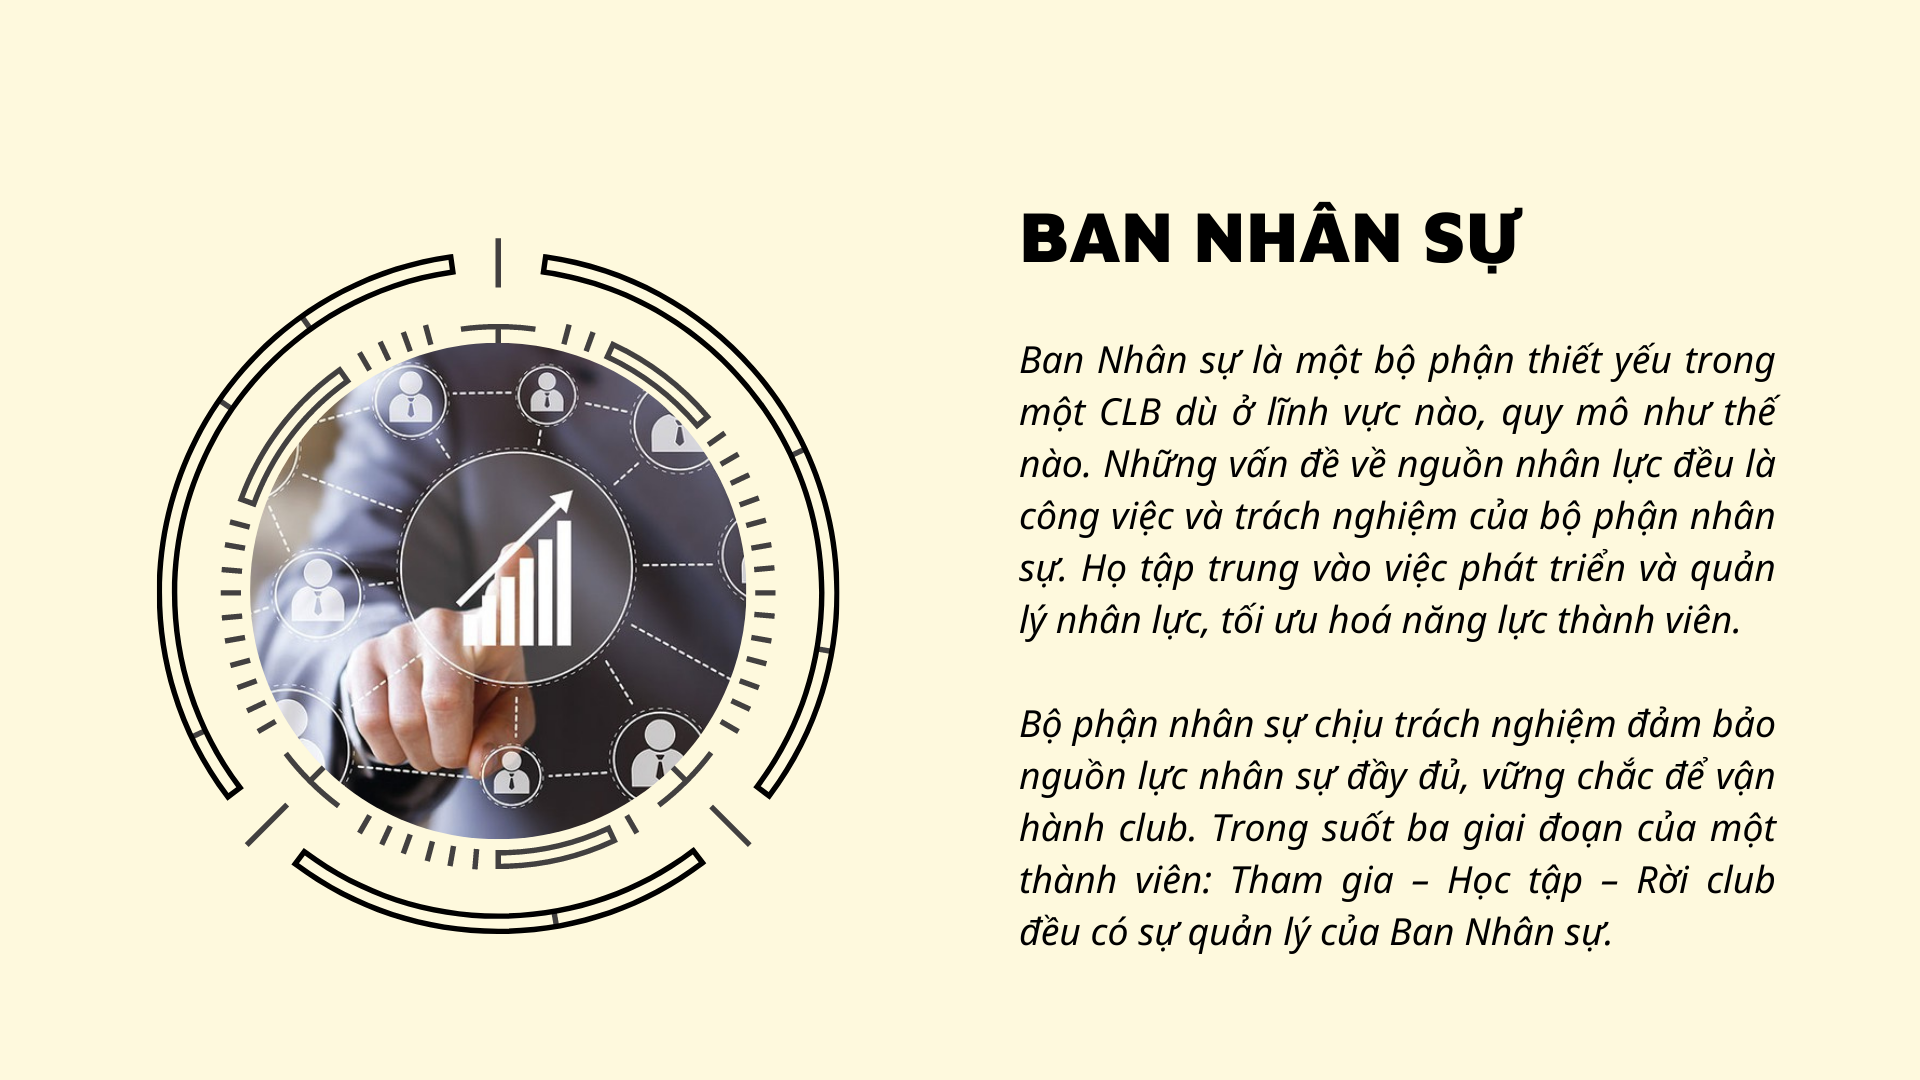 BAN NHÂN SỰ
Ban Nhân sự là một bộ phận thiết yếu trong
một CLB dù ở lĩnh vực nào, quy mô như thế
nào. Những vấn đề về nguồn nhân lực đều là
công việc và trách nghiệm của bộ phận nhân
sự. Họ tập trung vào việc phát triển và quản
lý nhân lực, tối ưu hoá năng lực thành viên.
Bộ phận nhân sự chịu trách nghiệm đảm bảo
nguồn lực nhân sự đầy đủ, vững chắc để vận
hành club. Trong suốt ba giai đoạn của một
thành viên: Tham gia – Học tập – Rời club
đều có sự quản lý của Ban Nhân sự.